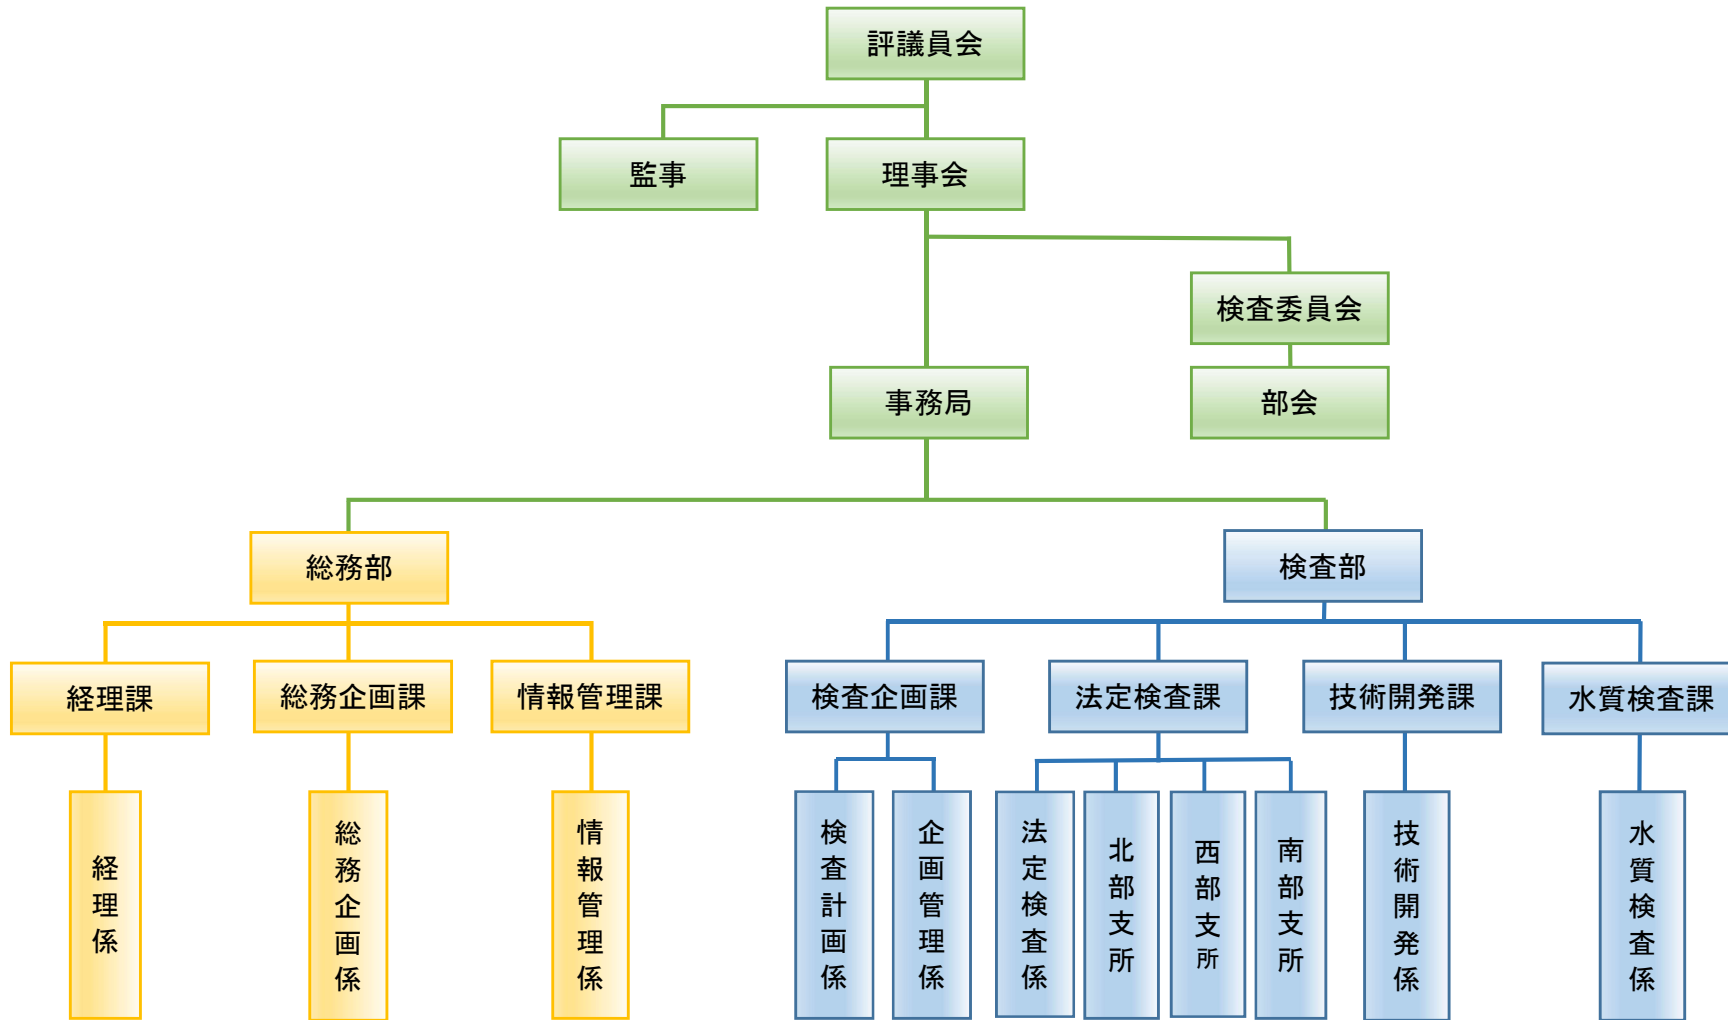 評議員会
監事
理事会
検査委員会
事務局
部会
総務部
検査部
経理課
総務企画課
情報管理課
検査企画課
法定検査課
技術開発課
水質検査課
経理係
総務企画係
情報管理係
検査計画係
企画管理係
法定検査係
北部支所
西部支所
南部支所
技術開発係
水質検査係